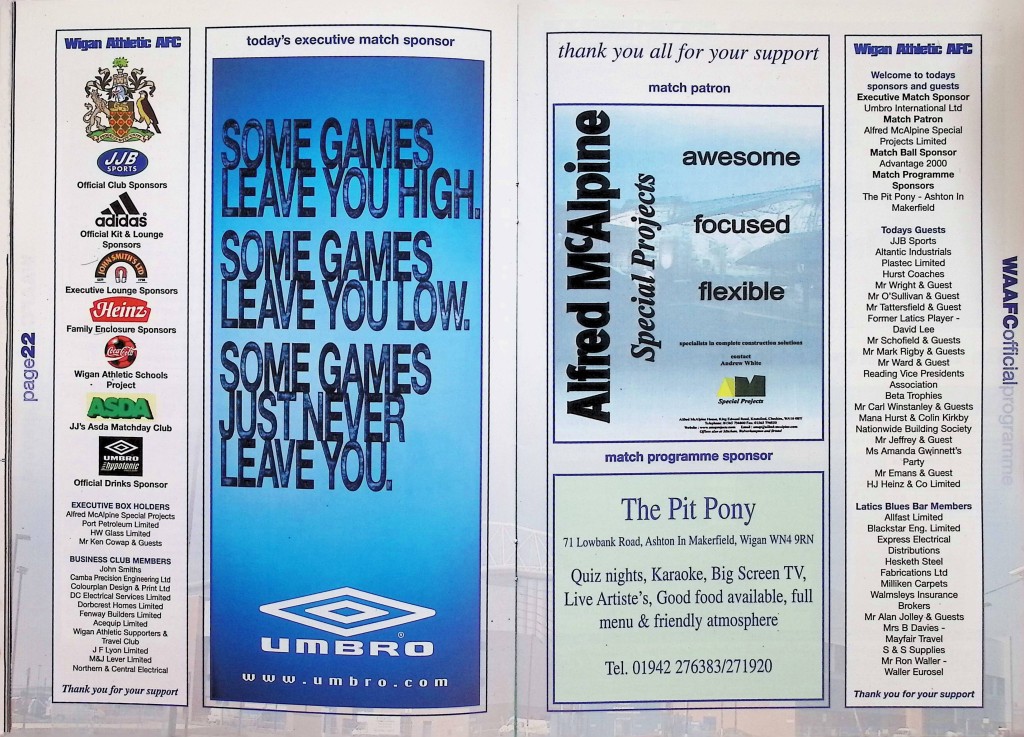 Wigan Athletic AFC
JJB
SPORTS
Official Club Sponsors
adidas
Official Kit & Lounge
Sponsors
JOHN SMITH'S LTD
Executive Lounge Sponsors
Heinz
Family Enclosure Sponsors
Coca-Cola
Wigan Athletic Schools
Project
ASDA
JJ's Asda Matchday Club
UMBRO
hypotonic
Official Drinks Sponsor
EXECUTIVE BOX HOLDERS
Alfred McAlpine Special Projects
Port Petroleum Limited
HW Glass Limited
Mr Ken Cowap & Guests
BUSINESS CLUB MEMBERS
John Smiths
Camba Precision Engineering Ltd
Colourplan Design & Print Ltd
DC Electrical Services Limited
Dorbcrest Homes Limited
Fenway Builders Limited
Acequip Limited
Wigan Athletic Supporters &
Travel Club
J F Lyon Limited
M&J Lever Limited
Northern & Central Electrical
Thank you for your support
page22
today's executive match sponsor
SOME GAMES
LEAVE YOU HIGH.
SOME GAMES
LEAVE YOU LOW.
SOME GAMES
JUST NEVER
LEAVE YOU.
UMBRO®
www.umbro.com
thank you all for your support
match patron
Alfred McAlpine
Special Projects
awesome
focused
flexible
specialists in complete construction solutions
contact
Andrew White
AM
Special Projects
match programme sponsor
The Pit Pony
71 Lowbank Road, Ashton In Makerfield, Wigan WN4 9RN
Quiz nights, Karaoke, Big Screen TV,
Live Artiste's, Good food available, full
menu & friendly atmosphere
Tel. 01942 276383/271920
Wigan Athletic AFC
Welcome to todays
sponsors and guests
Executive Match Sponsor
Umbro International Ltd
Match Patron
Alfred McAlpine Special
Projects Limited
Match Ball Sponsor
Advantage 2000
Match Programme
Sponsors
The Pit Pony - Ashton In
Makerfield
Todays Guests
JJB Sports
Altantic Industrials
Plastec Limited
Hurst Coaches
Mr Wright & Guest
Mr O'Sullivan & Guest
Mr Tattersfield & Guest
Former Latics Player -
David Lee
Mr Schofield & Guests
Mr Mark Rigby & Guests
Mr Ward & Guest
Reading Vice Presidents
Association
Beta Trophies
Mr Carl Winstanley & Guests
Mana Hurst & Colin Kirkby
Nationwide Building Society
Mr Jeffrey & Guest
Ms Amanda Gwinnett's
Party
Mr Emans & Guest
HJ Heinz & Co Limited
Latics Blues Bar Members
Allfast Limited
Blackstar Eng. Limited
Express Electrical
Distributions
Hesketh Steel
Fabrications Ltd
Milliken Carpets
Walmsleys Insurance
Brokers
Mr Alan Jolley & Guests
Mrs B Davies -
Mayfair Travel
S & S Supplies
Mr Ron Waller -
Waller Eurosel
Thank you for your support
WAAFCofficialprogramme